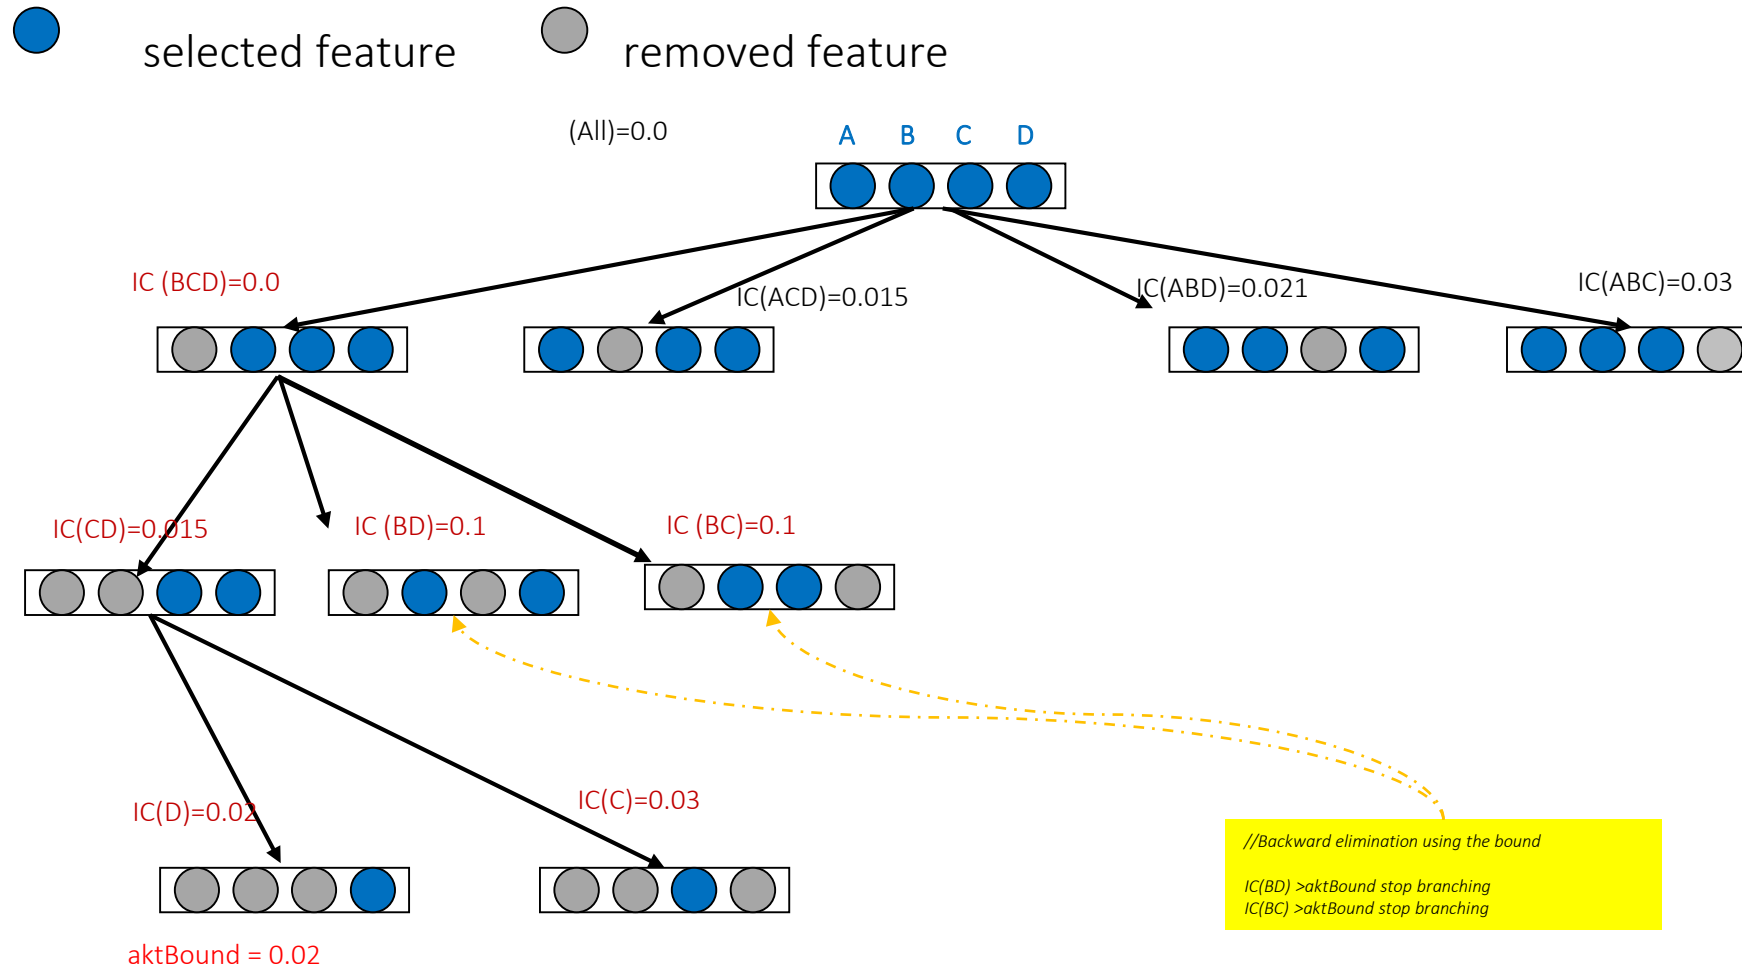 selected feature
removed feature
(All)=0.0
A B C D
IC (BCD)=0.0
IC(ACD)=0.015
IC(ABD)=0.021
IC(ABC)=0.03
IC(CD)=0.015
IC (BD)=0.1
IC (BC)=0.1
IC(D)=0.02
IC(C)=0.03
//Backward elimination using the bound
IC(BD) >aktBound stop branching
IC(BC) >aktBound stop branching
aktBound = 0.02